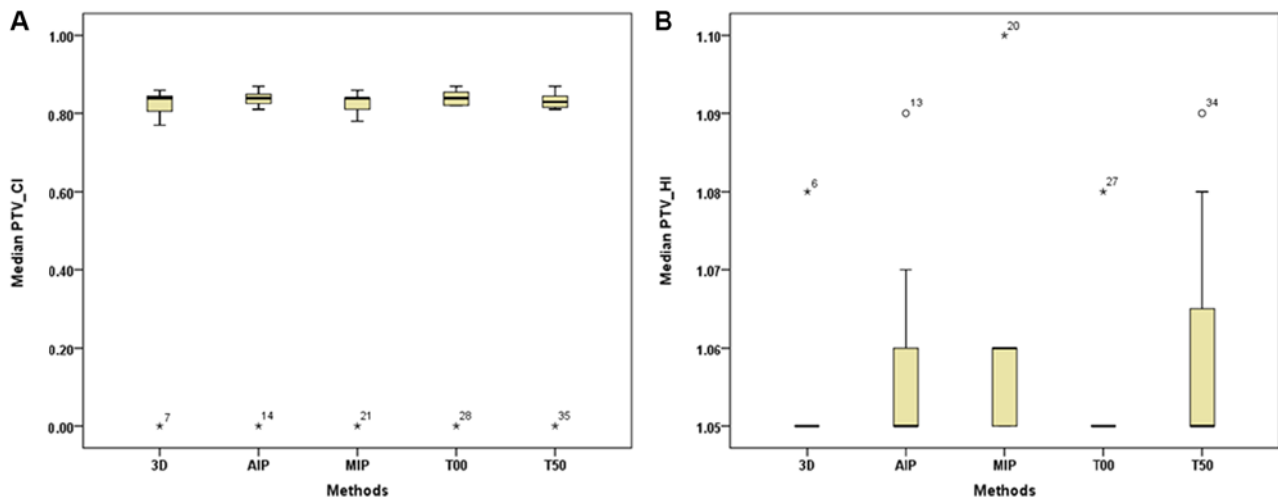 A
Median PTV_CI
1.00
0.80
0.60
0.40
0.20
0.00
7
14
21
28
35
3D
AIP
MIP
T00
T50
Methods
B
Median PTV_HI
1.10
1.09
1.08
1.07
1.06
1.05
6
13
20
27
34
3D
AIP
MIP
T00
T50
Methods